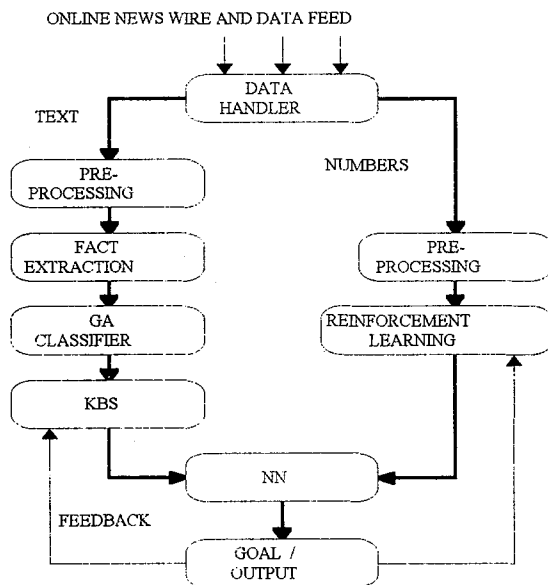 ONLINE NEWS WIRE AND DATA FEED
DATA
HANDLER
TEXT
NUMBERS
PRE-
PROCESSING
FACT
EXTRACTION
PRE-
PROCESSING
GA
CLASSIFIER
REINFORCEMENT
LEARNING
KBS
NN
FEEDBACK
GOAL /
OUTPUT